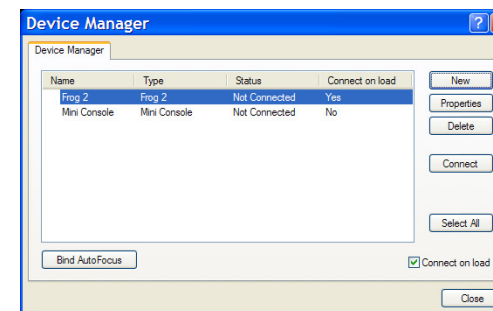 Device Manager
?
Device Manager
Name Type Status Connect on load
Frog 2 Frog 2 Not Connected Yes
Mini Console Mini Console Not Connected No
New
Properties
Delete
Connect
Select All
Bind AutoFocus
Connect on load
Close